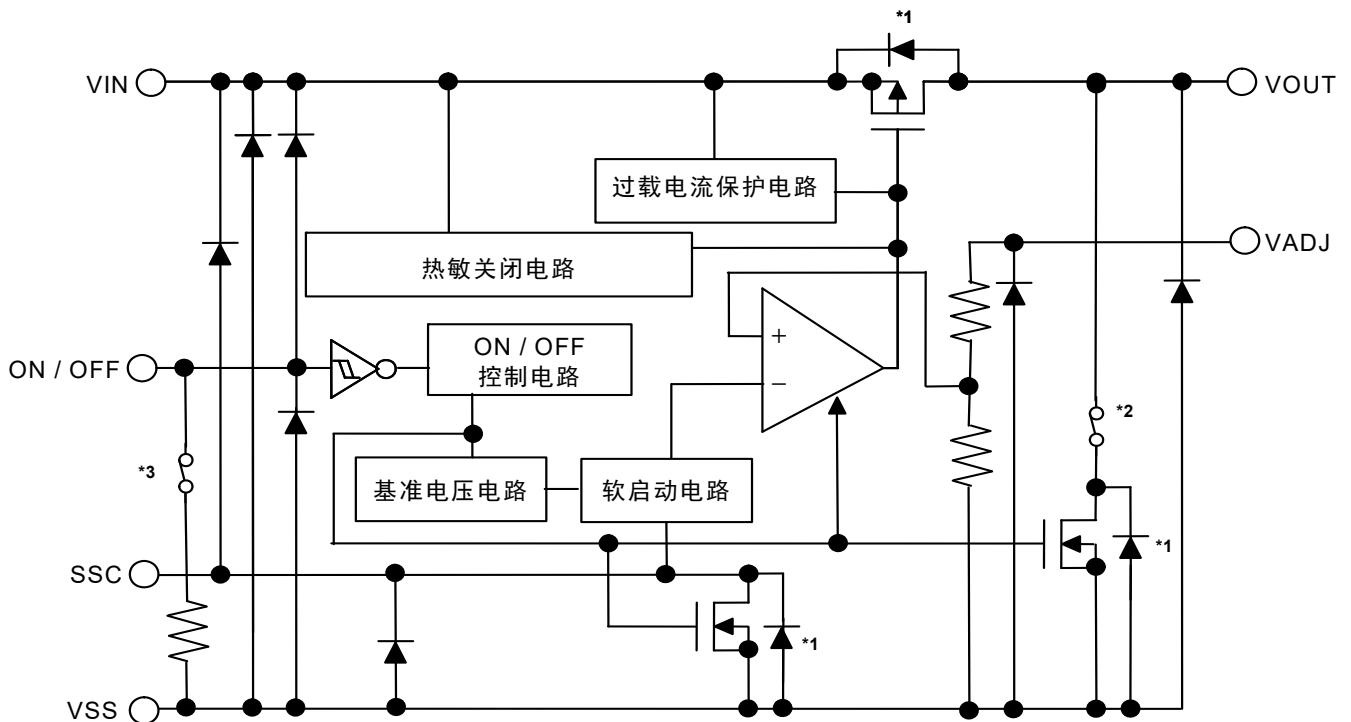 *1
VIN
VOUT
过载电流保护电路
VADJ
热敏关闭电路
+
ON / OFF
ON / OFF
控制电路
−
*2
*3
基准电压电路
软启动电路
*1
SSC
*1
VSS